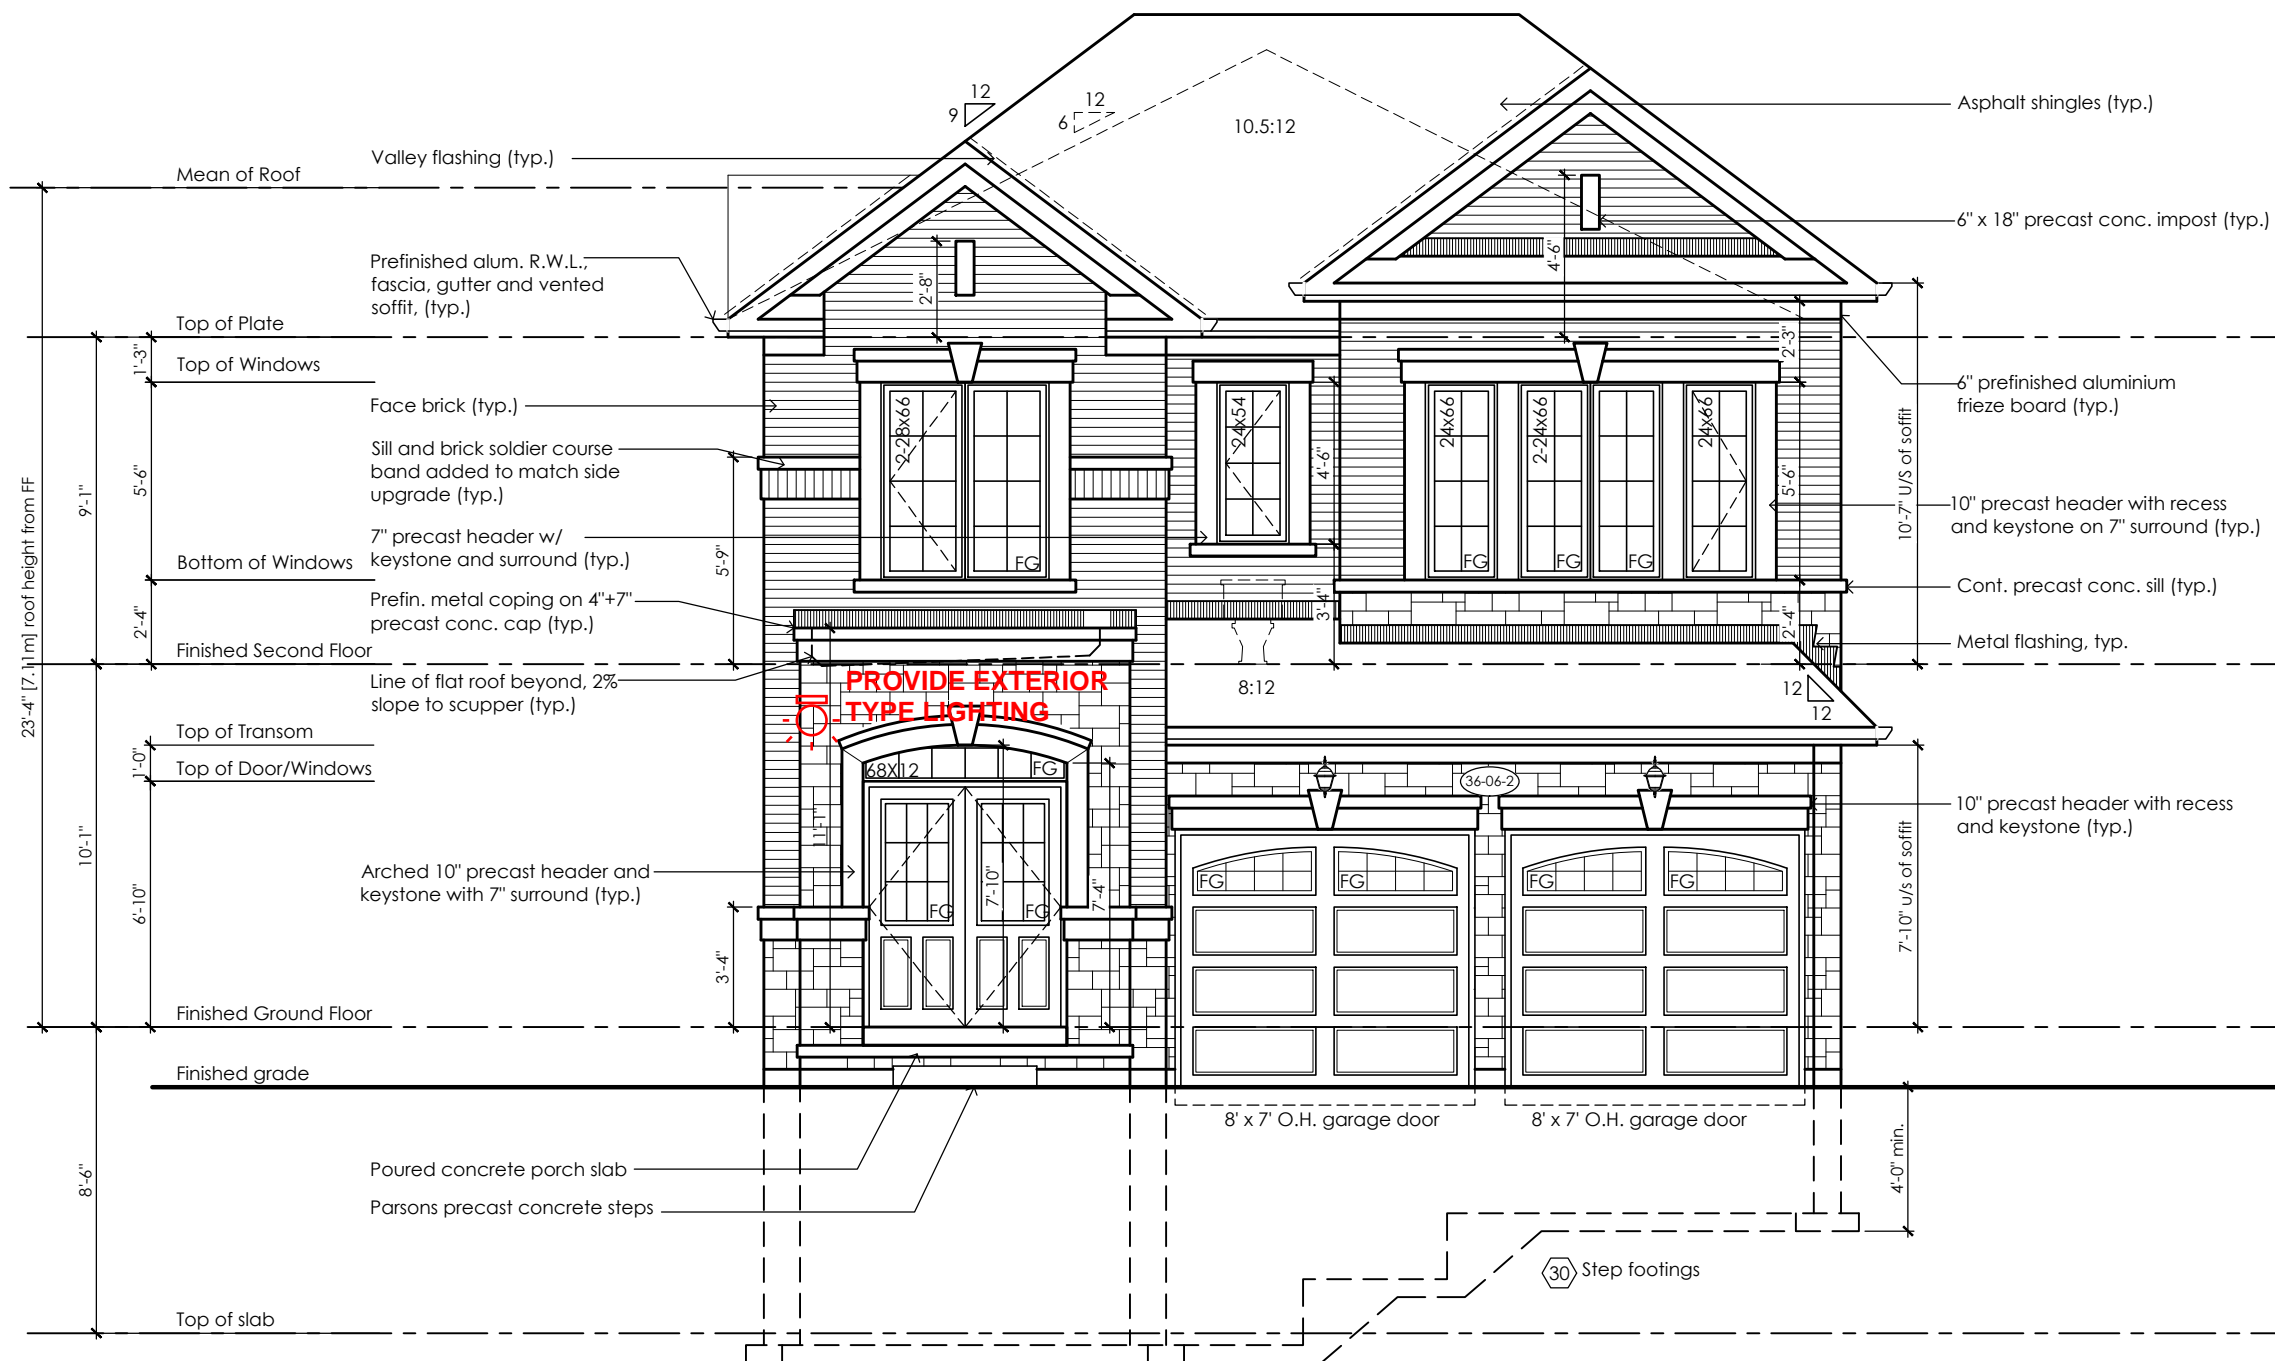 12
9
12
6
10.5:12
Asphalt shingles (typ.)
Valley flashing (typ.)
Mean of Roof
6" x 18" precast conc. impost (typ.)
4'-6"
Prefinished alum. R.W.L.,
fascia, gutter and vented
soffit, (typ.)
2'-8"
Top of Plate
1'-3"
2'-3"
Top of Windows
6" prefinished aluminium
frieze board (typ.)
Face brick (typ.)
2-28x66
24x54
24x66
2-24x66
24x66
Sill and brick soldier course
band added to match side
upgrade (typ.)
5'-6"
9'-1"
4'-6"
5'-6"
10'-7" U/S of soffit
10" precast header with recess
and keystone on 7" surround (typ.)
23'-4" [7.11m] roof height from FF
7" precast header w/
keystone and surround (typ.)
5'-9"
FG
FG
FG
FG
Bottom of Windows
Cont. precast conc. sill (typ.)
Prefin. metal coping on 4"+7"
precast conc. cap (typ.)
2'-4"
3'-4"
2'-4"
Metal flashing, typ.
Finished Second Floor
Line of flat roof beyond, 2%
slope to scupper (typ.)
PROVIDE EXTERIOR
TYPE LIGHTING
8:12
12
12
Top of Transom
1'-0"
Top of Door/Windows
68X12
FG
36-06-2
10" precast header with recess
and keystone (typ.)
11'-1"
10'-1"
6'-10"
Arched 10" precast header and
keystone with 7" surround (typ.)
7'-10"
7'-4"
FG
FG
FG
FG
FG
FG
7'-10" u/s of soffit
3'-4"
Finished Ground Floor
Finished grade
8' x 7' O.H. garage door
8' x 7' O.H. garage door
4'-0" min.
8'-6"
Poured concrete porch slab
Parsons precast concrete steps
30
Step footings
Top of slab